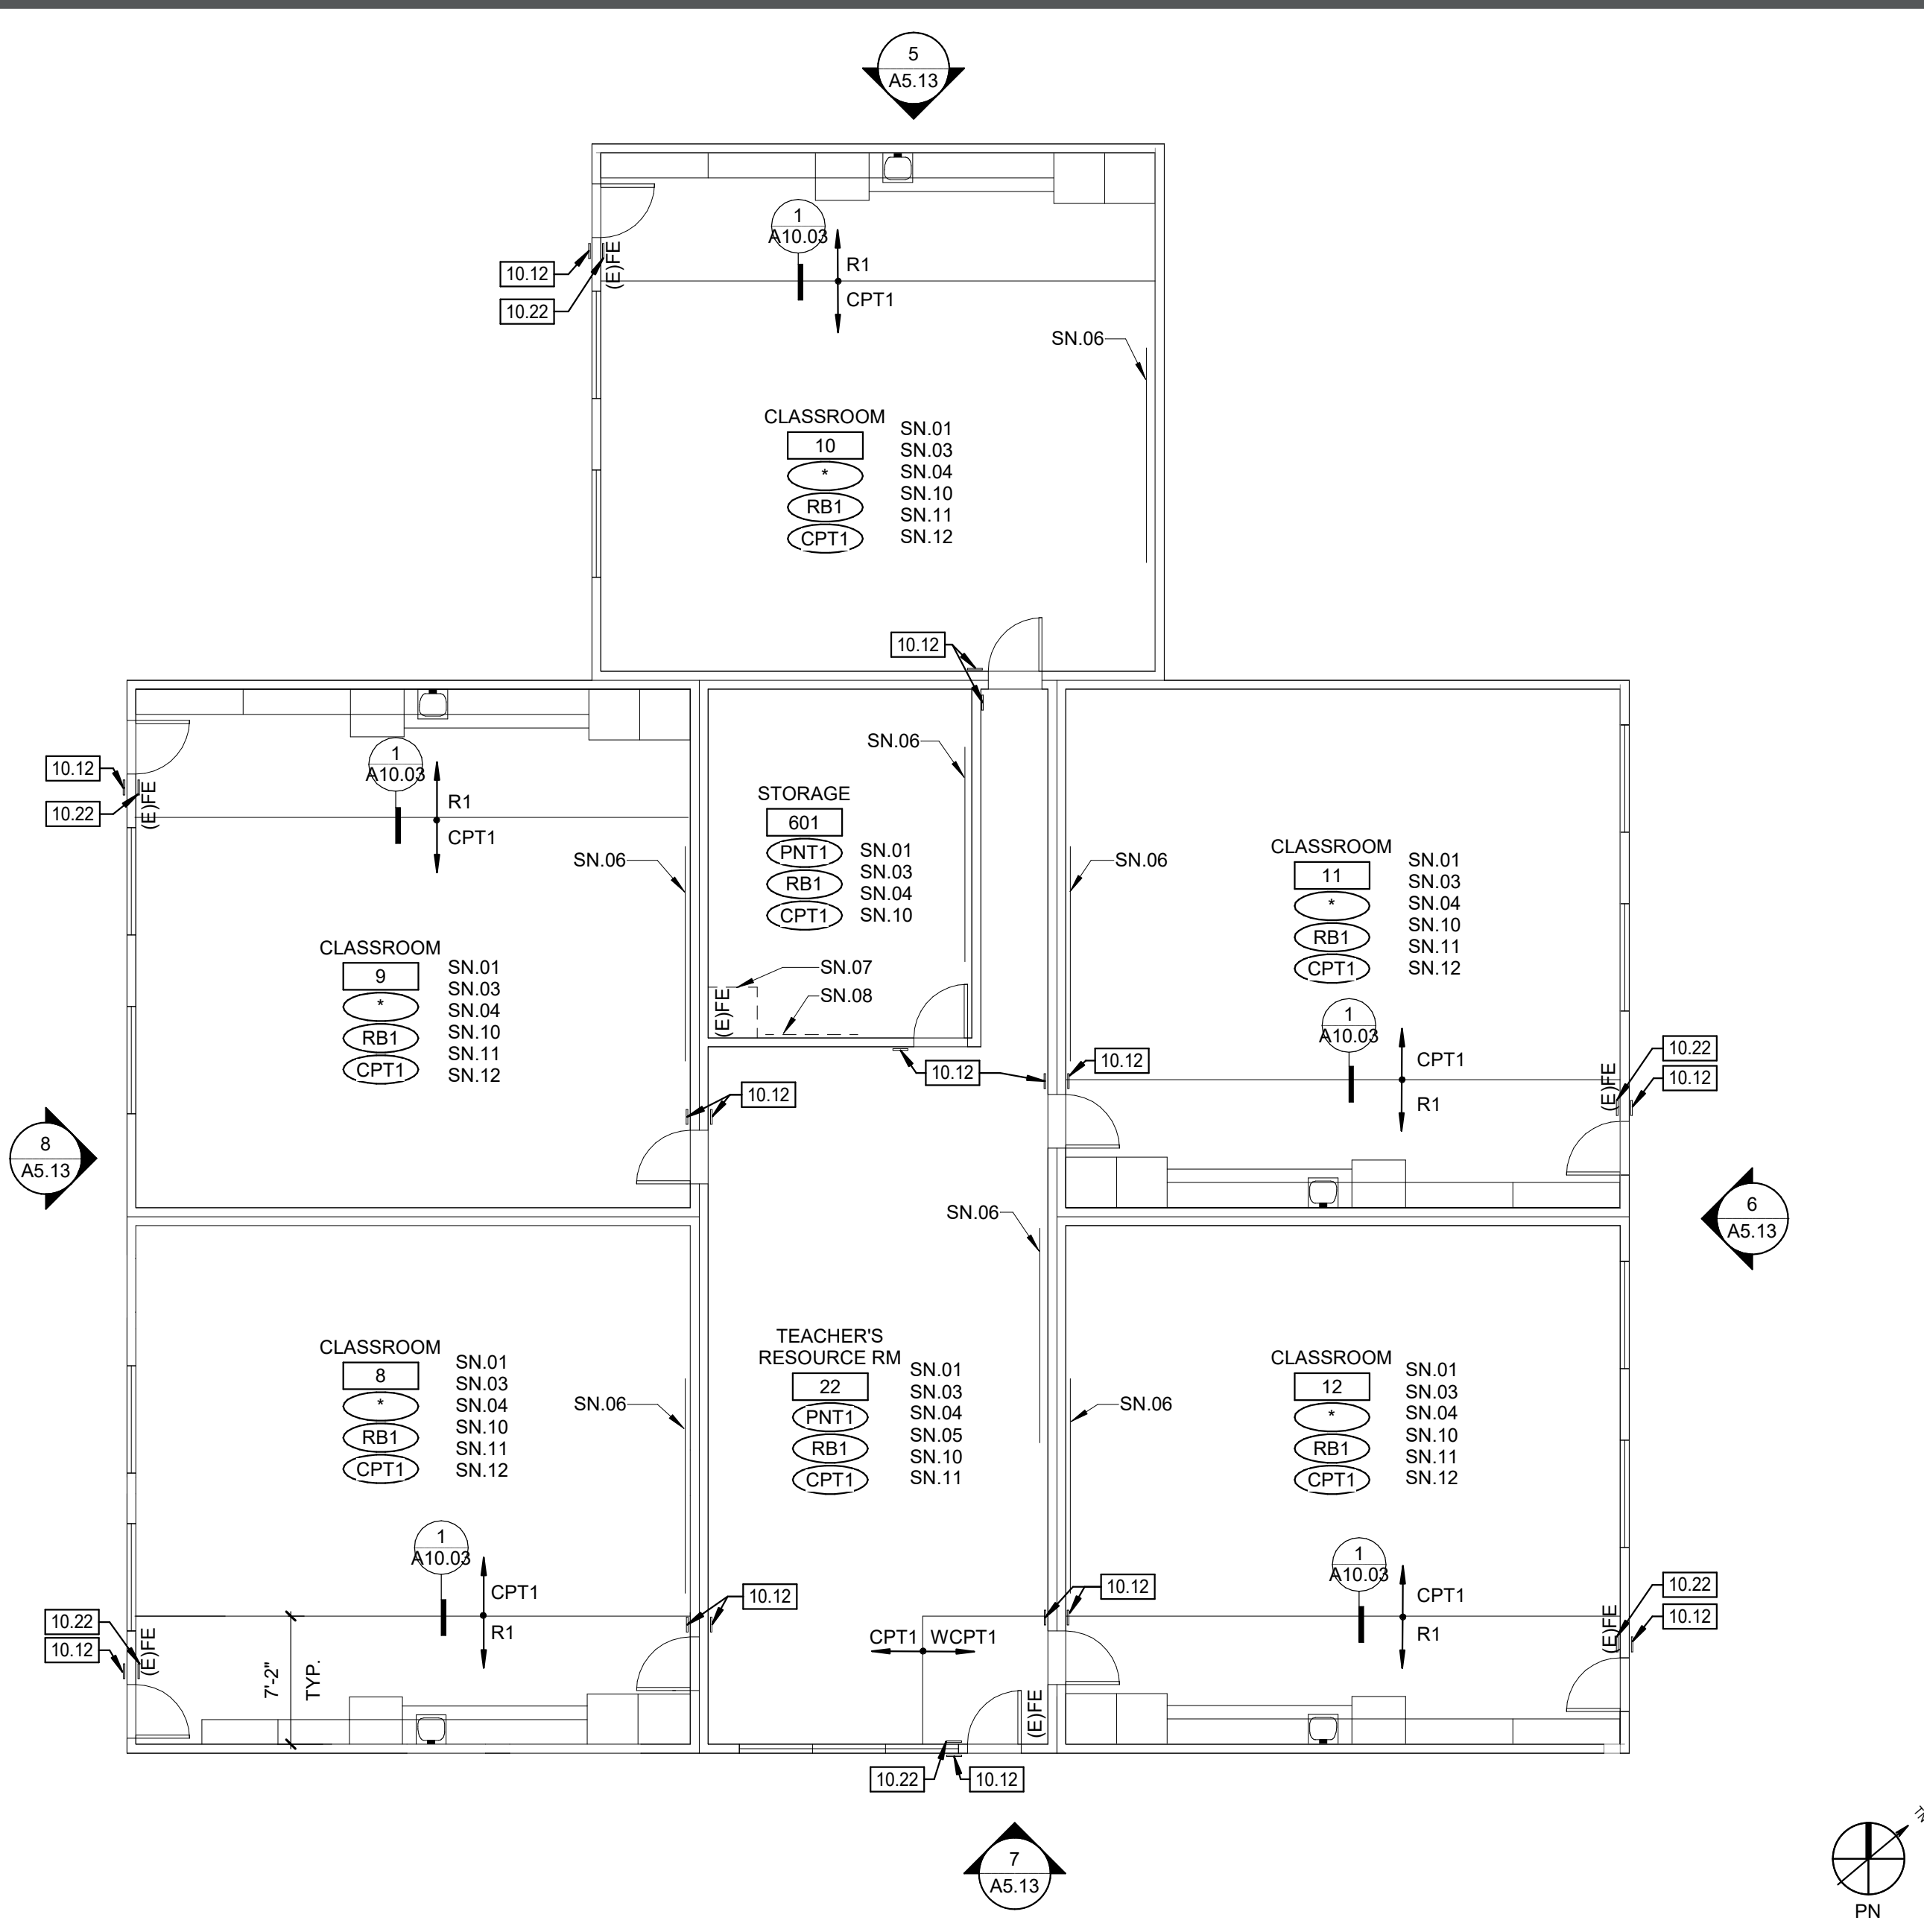 5
A5.13
1
A10.03
R1
CPT1
(E)FE
10.12
10.22
SN.06
CLASSROOM
10
*
RB1
CPT1
SN.01
SN.03
SN.04
SN.10
SN.11
SN.12
10.12
1
A10.03
R1
CPT1
10.12
10.22
(E)FE
SN.06
CLASSROOM
9
*
RB1
CPT1
SN.01
SN.03
SN.04
SN.10
SN.11
SN.12
SN.06
STORAGE
601
PNT1
RB1
CPT1
SN.01
SN.03
SN.04
SN.10
SN.07
SN.08
(E)FE
10.12
10.12
SN.06
CLASSROOM
11
*
RB1
CPT1
SN.01
SN.03
SN.04
SN.10
SN.11
SN.12
1
A10.03
CPT1
R1
10.12
(E)FE
10.22
10.12
8
A5.13
6
A5.13
SN.06
CLASSROOM
8
*
RB1
CPT1
SN.01
SN.03
SN.04
SN.10
SN.11
SN.12
SN.06
1
A10.03
CPT1
R1
10.22
10.12
(E)FE
7'-2"
TYP.
10.12
TEACHER'S
RESOURCE RM
22
PNT1
RB1
CPT1
SN.01
SN.03
SN.04
SN.05
SN.10
SN.11
CPT1
WCPT1
(E)FE
10.22
10.12
10.12
SN.06
CLASSROOM
12
*
RB1
CPT1
SN.01
SN.03
SN.04
SN.10
SN.11
SN.12
1
A10.03
CPT1
R1
(E)FE
10.22
10.12
7
A5.13
PN